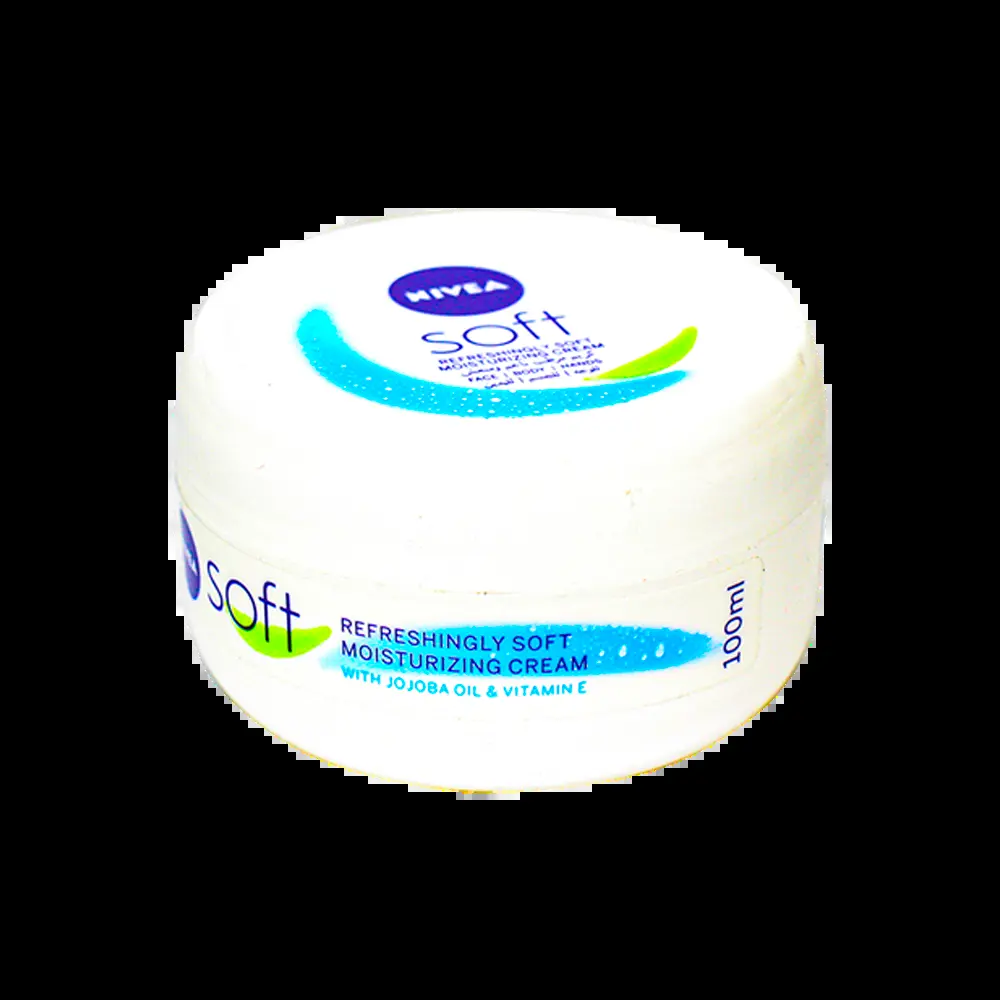 NIVEA
soft
REFRESHINGLY SOFT
MOISTURIZING CREAM
FACE | BODY | HANDS
soft
REFRESHINGLY SOFT
MOISTURIZING CREAM
WITH JOJOBA OIL & VITAMIN E
100ml